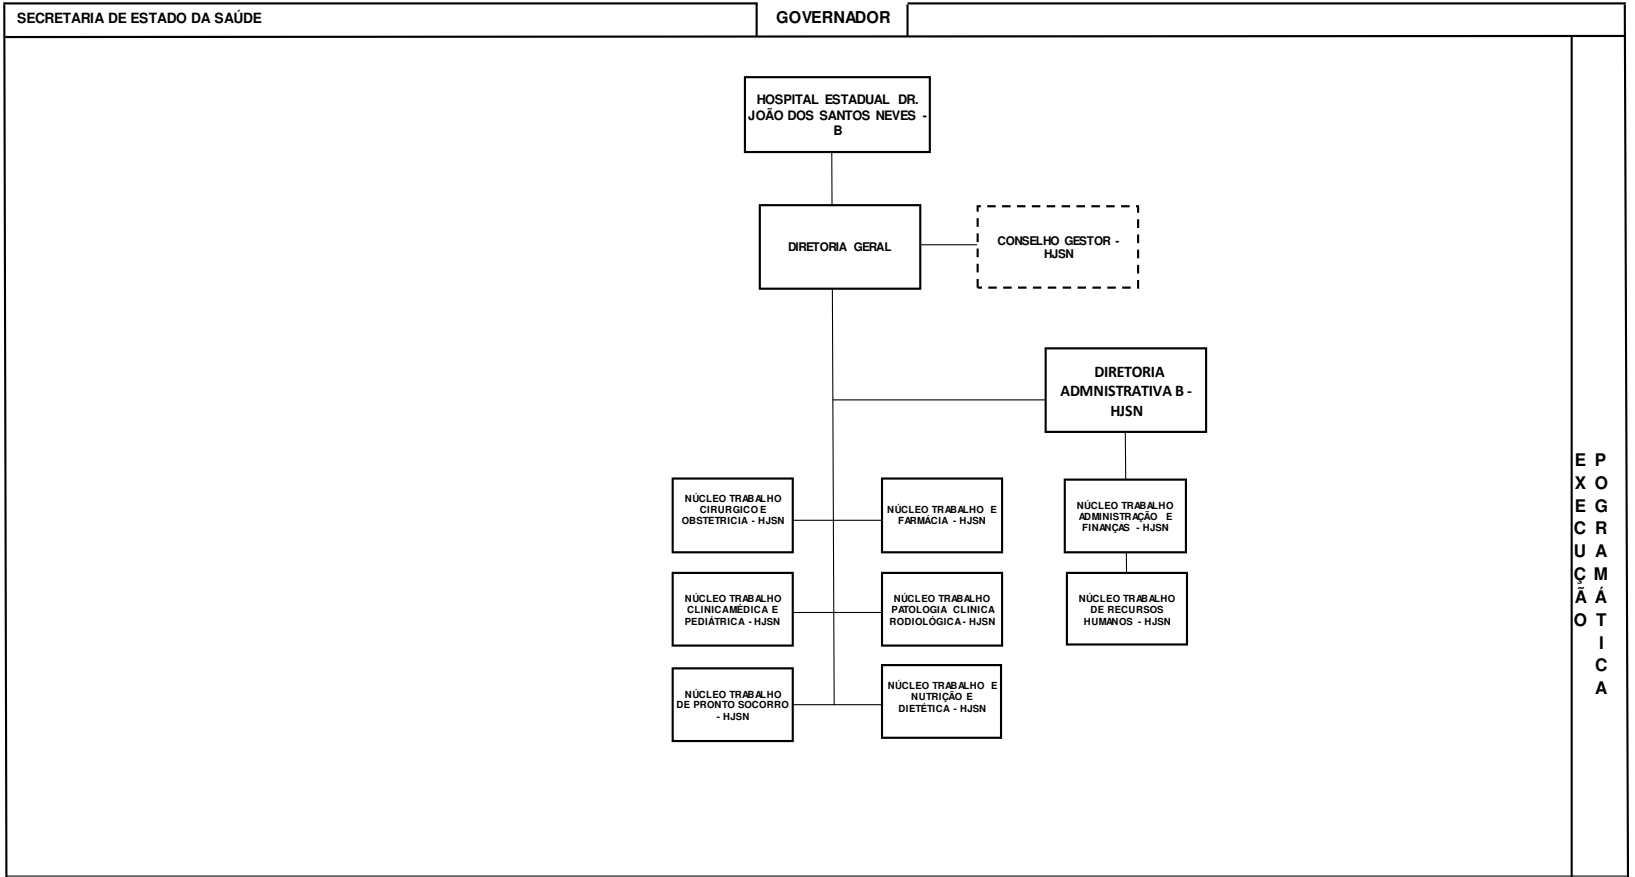 SECRETARIA DE ESTADO DA SAÚDE
GOVERNADOR
HOSPITAL ESTADUAL DR.
JOÃO DOS SANTOS NEVES -
B
DIRETORIA GERAL
CONSELHO GESTOR -
HJSN
DIRETORIA
ADMNISTRATIVA B -
HJSN
NÚCLEO TRABALHO
CIRURGICO E
OBSTETRICIA - HJSN
NÚCLEO TRABALHO E
FARMÁCIA - HJSN
NÚCLEO TRABALHO
ADMINISTRAÇÃO E
FINANÇAS - HJSN
NÚCLEO TRABALHO
CLINICAMÉDICA E
PEDIÁTRICA - HJSN
NÚCLEO TRABALHO
PATOLOGIA CLINICA
RODIOLÓGICA - HJSN
NÚCLEO TRABALHO
DE RECURSOS
HUMANOS - HJSN
NÚCLEO TRABALHO
DE PRONTO SOCORRO
- HJSN
NÚCLEO TRABALHO E
NUTRIÇÃO E
DIETÉTICA - HJSN
EXECUÇÃO
POGRAMÁTICA